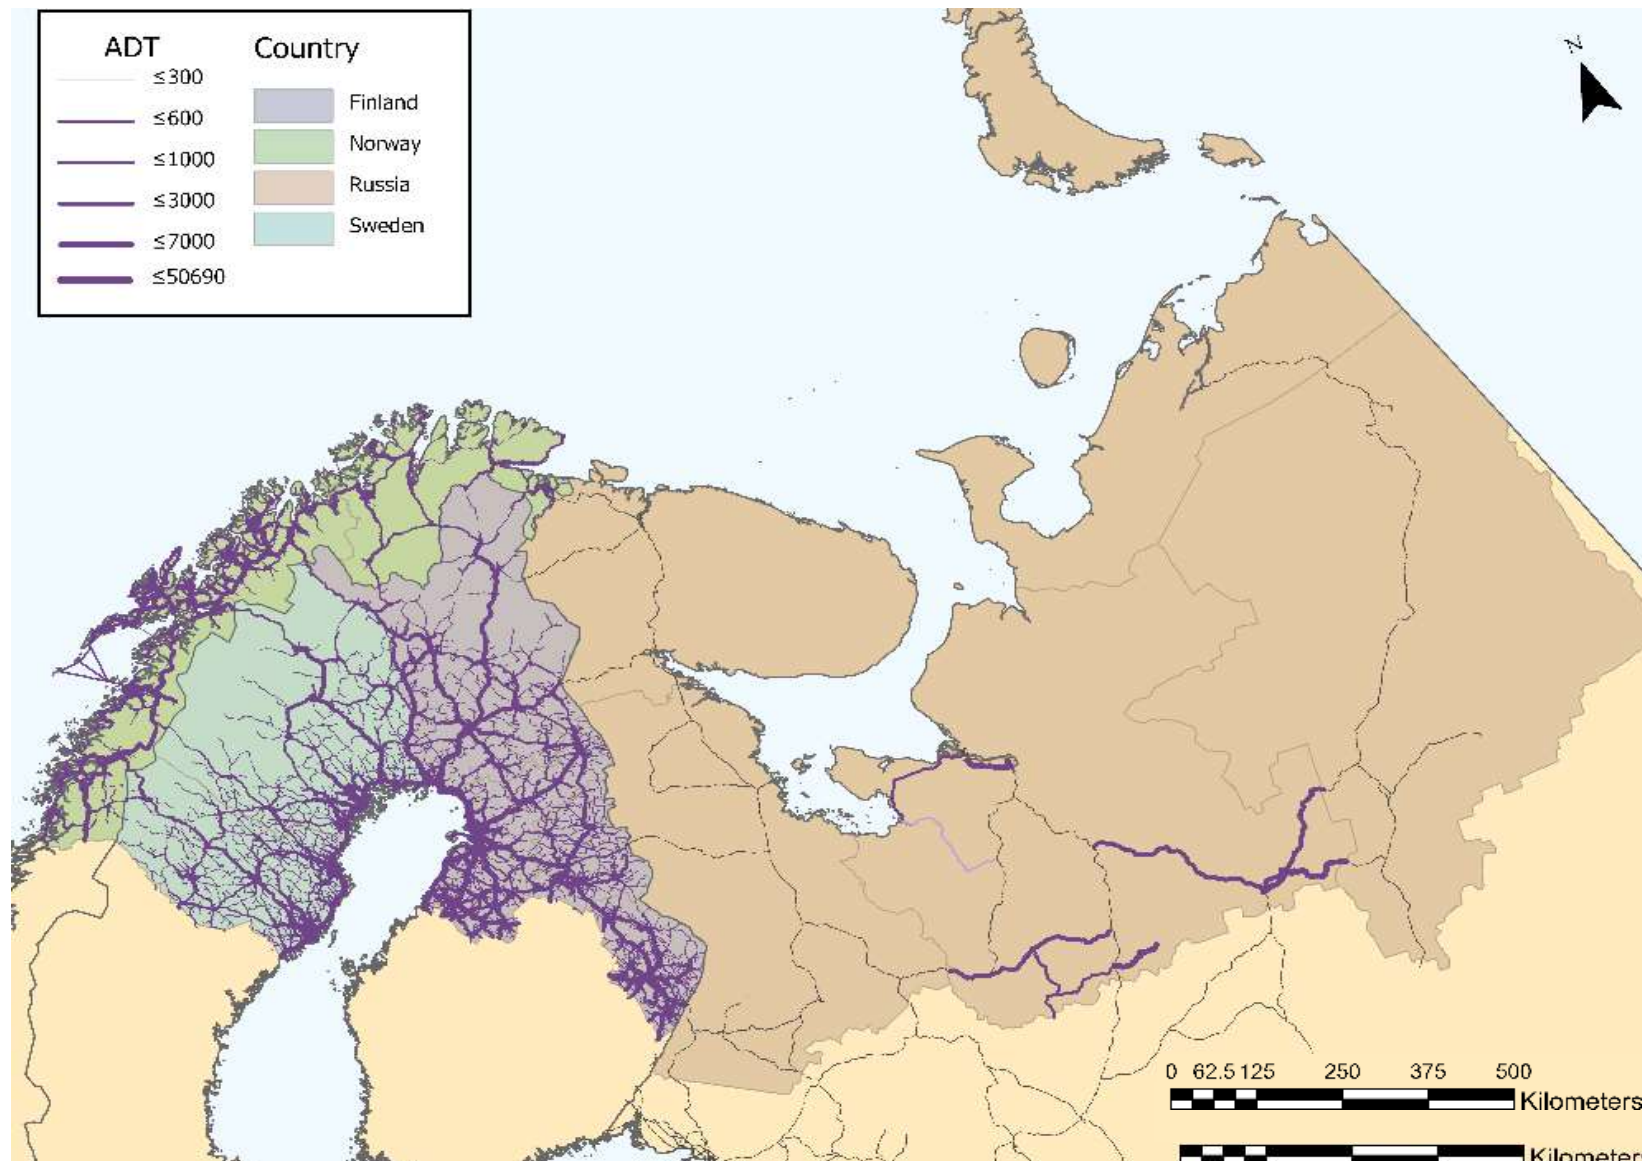 ADT
≤300
≤600
≤1000
≤3000
≤7000
≤50690
Country
Finland
Norway
Russia
Sweden
N
0 62.5 125 250 375 500
Kilometers
Kilometers